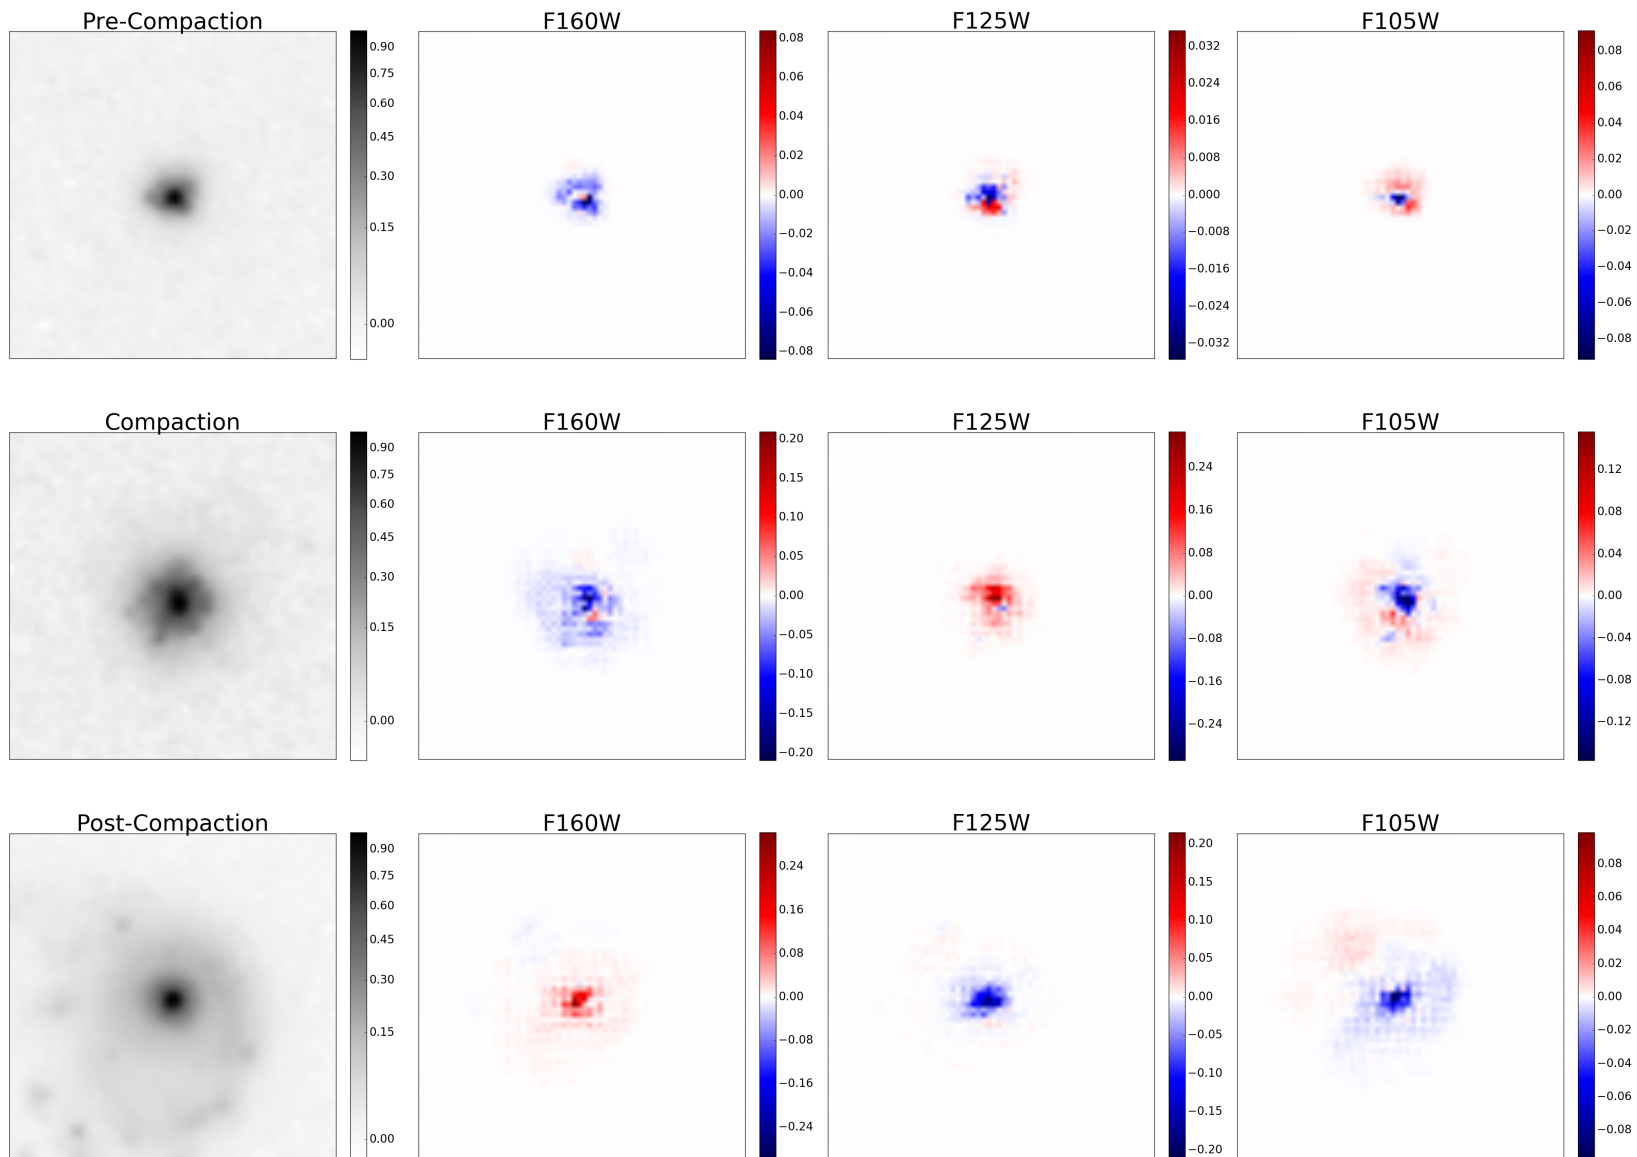 Pre-Compaction F160W F125W F105W
0.90 0.08 0.032 0.08
0.75 0.06 0.024 0.06
0.60 0.04 0.016 0.04
0.45 0.02 0.008 0.02
0.30 0.00 0.000 0.00
0.15 −0.02 −0.008 −0.02
0.00 −0.04 −0.016 −0.04
−0.06 −0.024 −0.06
−0.08 −0.032 −0.08
Compaction F160W F125W F105W
0.90 0.20 0.24 0.12
0.75 0.15 0.16 0.08
0.60 0.10 0.08 0.04
0.45 0.05 0.00 0.00
0.30 0.00 −0.08 −0.04
0.15 −0.05 −0.16 −0.08
0.00 −0.10 −0.24 −0.12
−0.15
−0.20
Post-Compaction F160W F125W F105W
0.90 0.24 0.20 0.08
0.75 0.16 0.15 0.06
0.60 0.08 0.10 0.04
0.45 0.00 0.05 0.02
0.30 −0.08 0.00 0.00
0.15 −0.16 −0.05 −0.02
0.00 −0.24 −0.10 −0.04
−0.15 −0.06
−0.20 −0.08